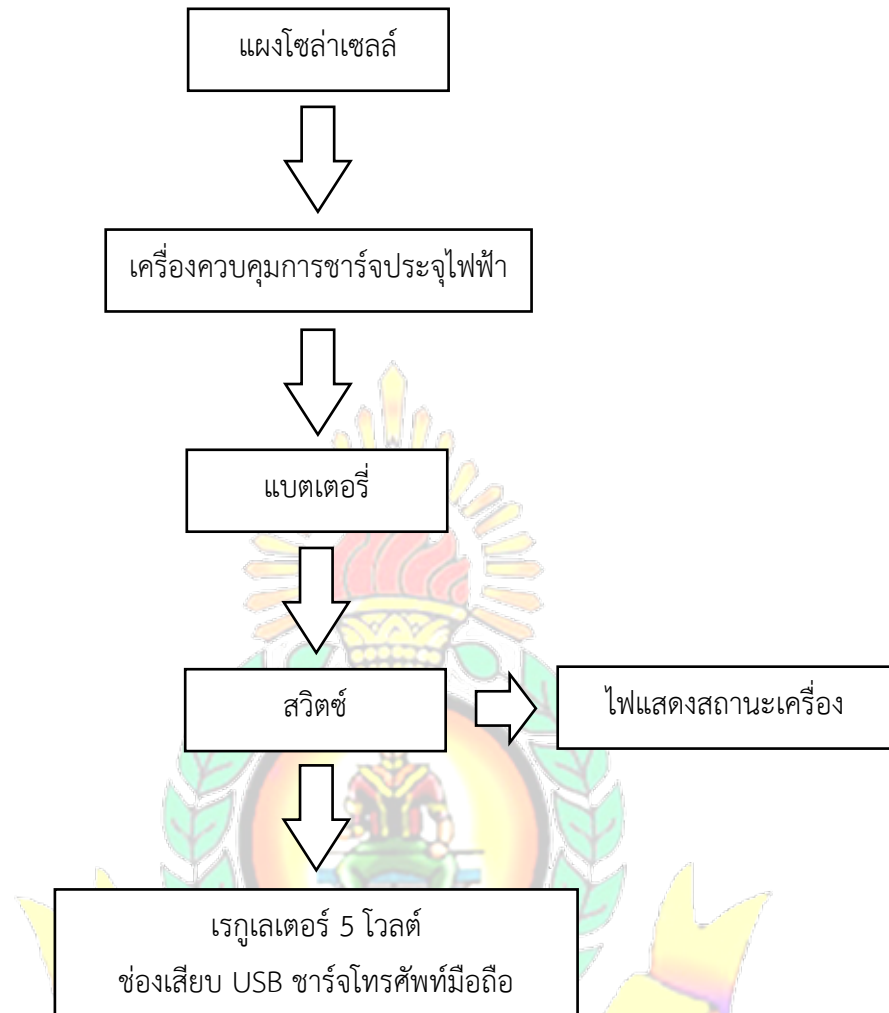 แผงโซล่าเซลล์
เครื่องควบคุมการชาร์จประจุไฟฟ้า
แบตเตอรี่
สวิตซ์
ไฟแสดงสถานะเครื่อง
เรกูเลเตอร์ 5 โวลต์
ช่องเสียบ USB ชาร์จโทรศัพท์มือถือ